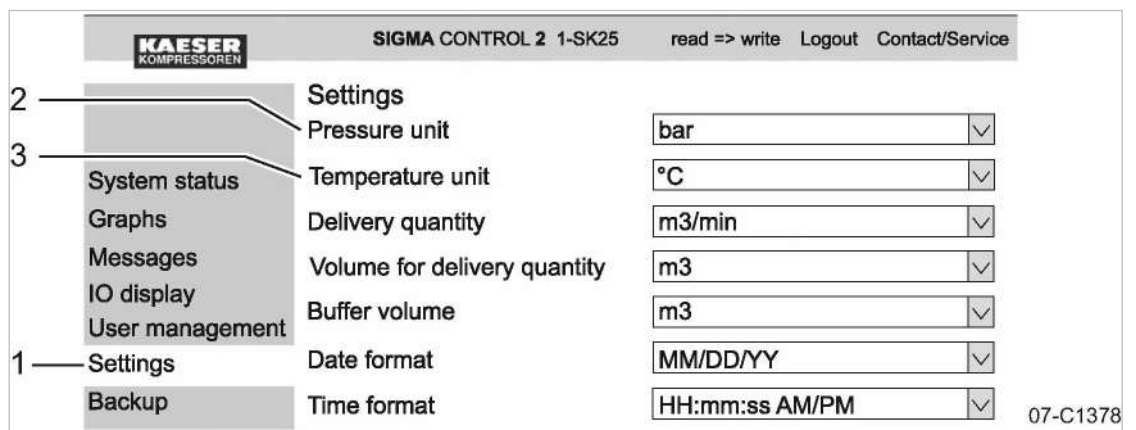 KAESER
KOMPRESSOREN
SIGMA CONTROL 2 1-SK25 read => write Logout Contact/Service
2
3
1
System status
Graphs
Messages
IO display
User management
Settings
Backup
Settings
Pressure unit bar
Temperature unit °C
Delivery quantity m3/min
Volume for delivery quantity m3
Buffer volume m3
Date format MM/DD/YY
Time format HH:mm:ss AM/PM
07-C1378